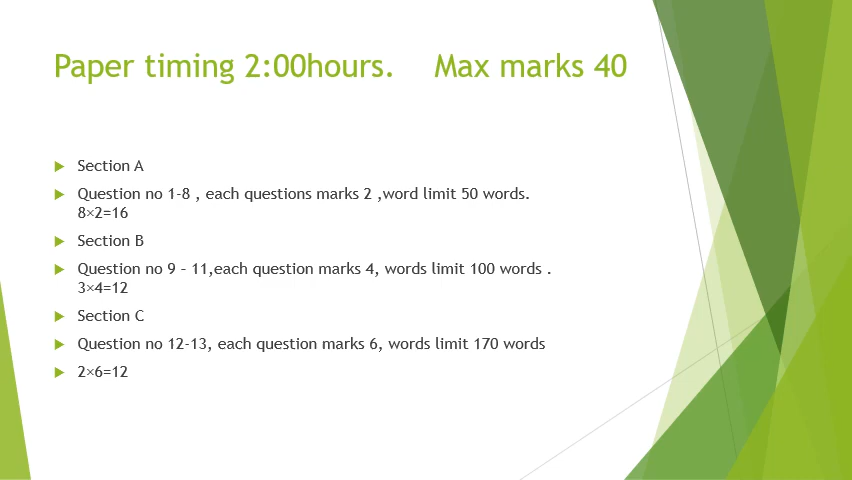 Paper timing 2:00hours. Max marks 40
Section A
Question no 1-8 , each questions marks 2 ,word limit 50 words.
8×2=16
Section B
Question no 9 – 11,each question marks 4, words limit 100 words .
3×4=12
Section C
Question no 12-13, each question marks 6, words limit 170 words
2×6=12